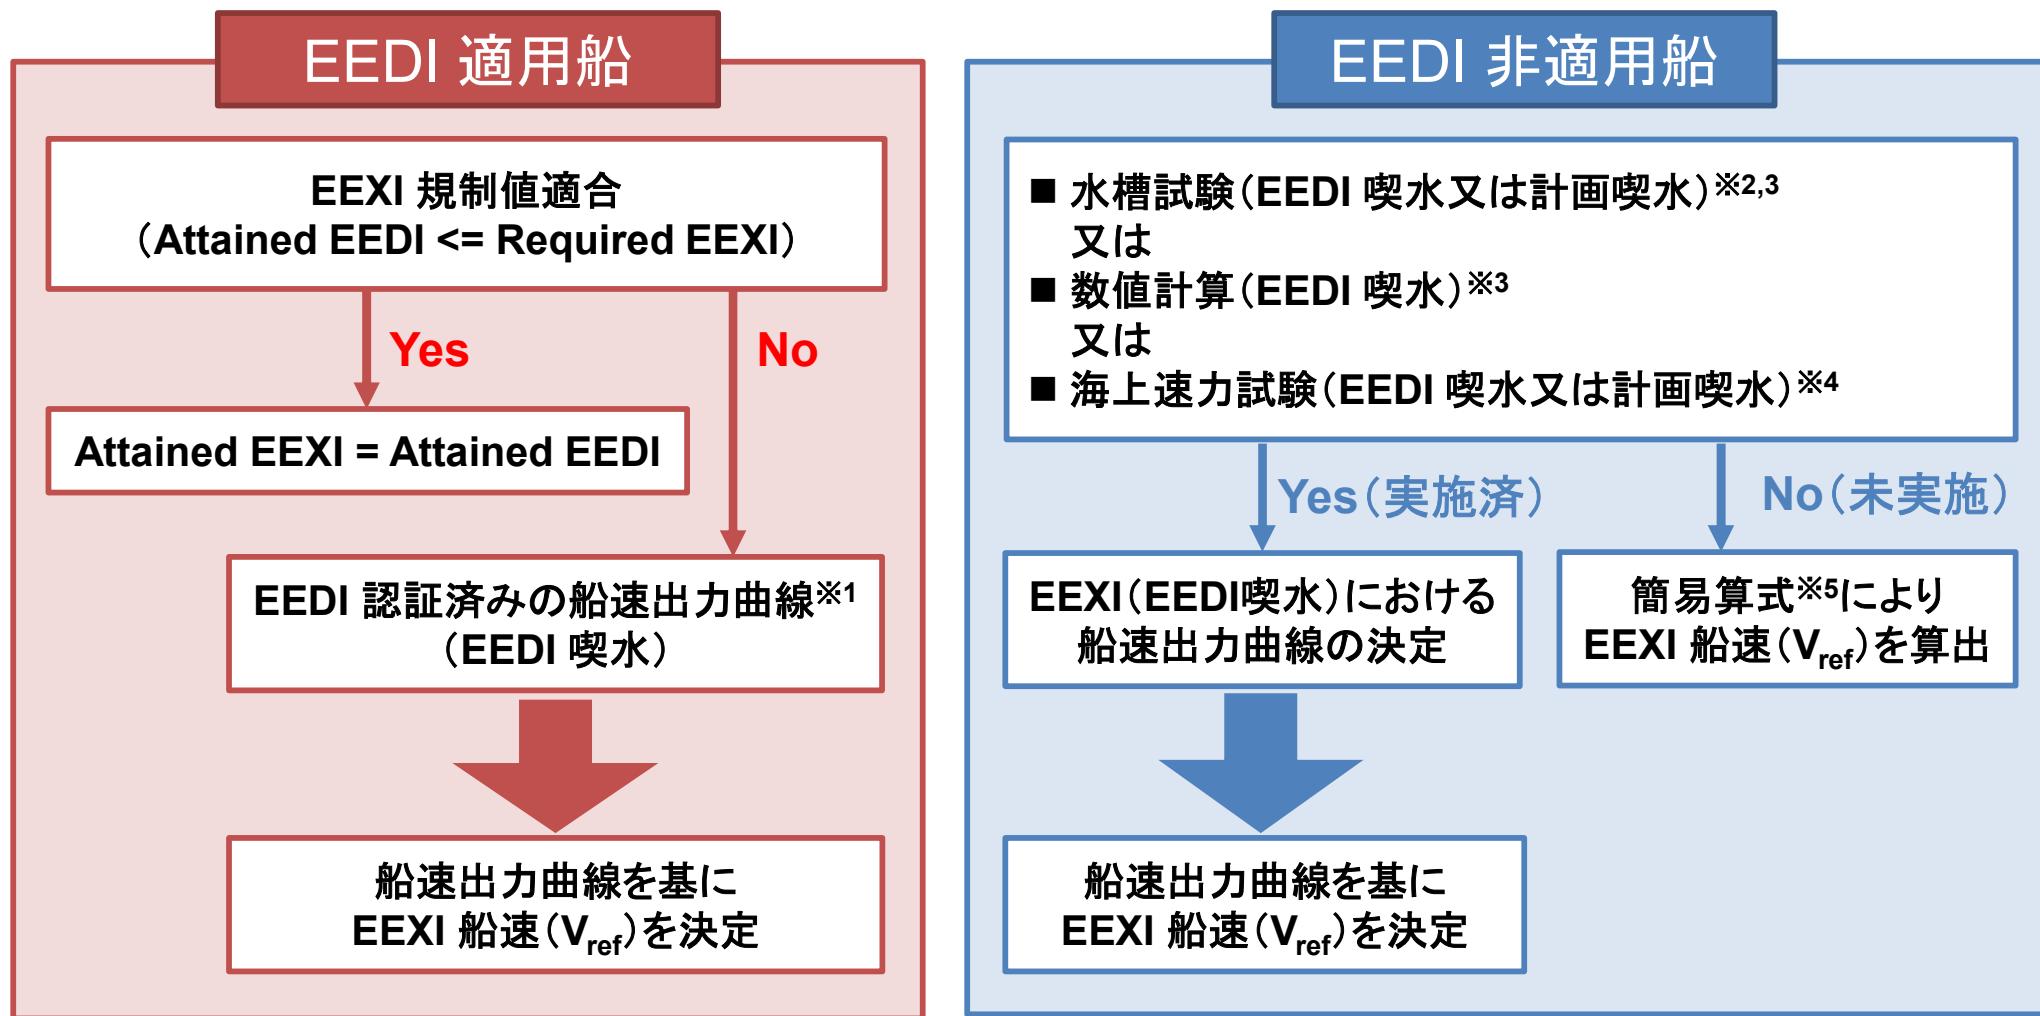 EEDI 適用船
EEXI 規制値適合
（Attained EEDI <= Required EEXI）
Yes
No
Attained EEXI = Attained EEDI
EEDI 認証済みの船速出力曲線※1
（EEDI 喫水）
船速出力曲線を基に
EEXI 船速（Vref）を決定
EEDI 非適用船
■ 水槽試験（EEDI 喫水又は計画喫水）※2,3
又は
■ 数値計算（EEDI 喫水）※3
又は
■ 海上速力試験（EEDI 喫水又は計画喫水）※4
Yes（実施済）
No（未実施）
EEXI（EEDI喫水）における
船速出力曲線の決定
簡易算式※5により
EEXI 船速（Vref）を算出
船速出力曲線を基に
EEXI 船速（Vref）を決定